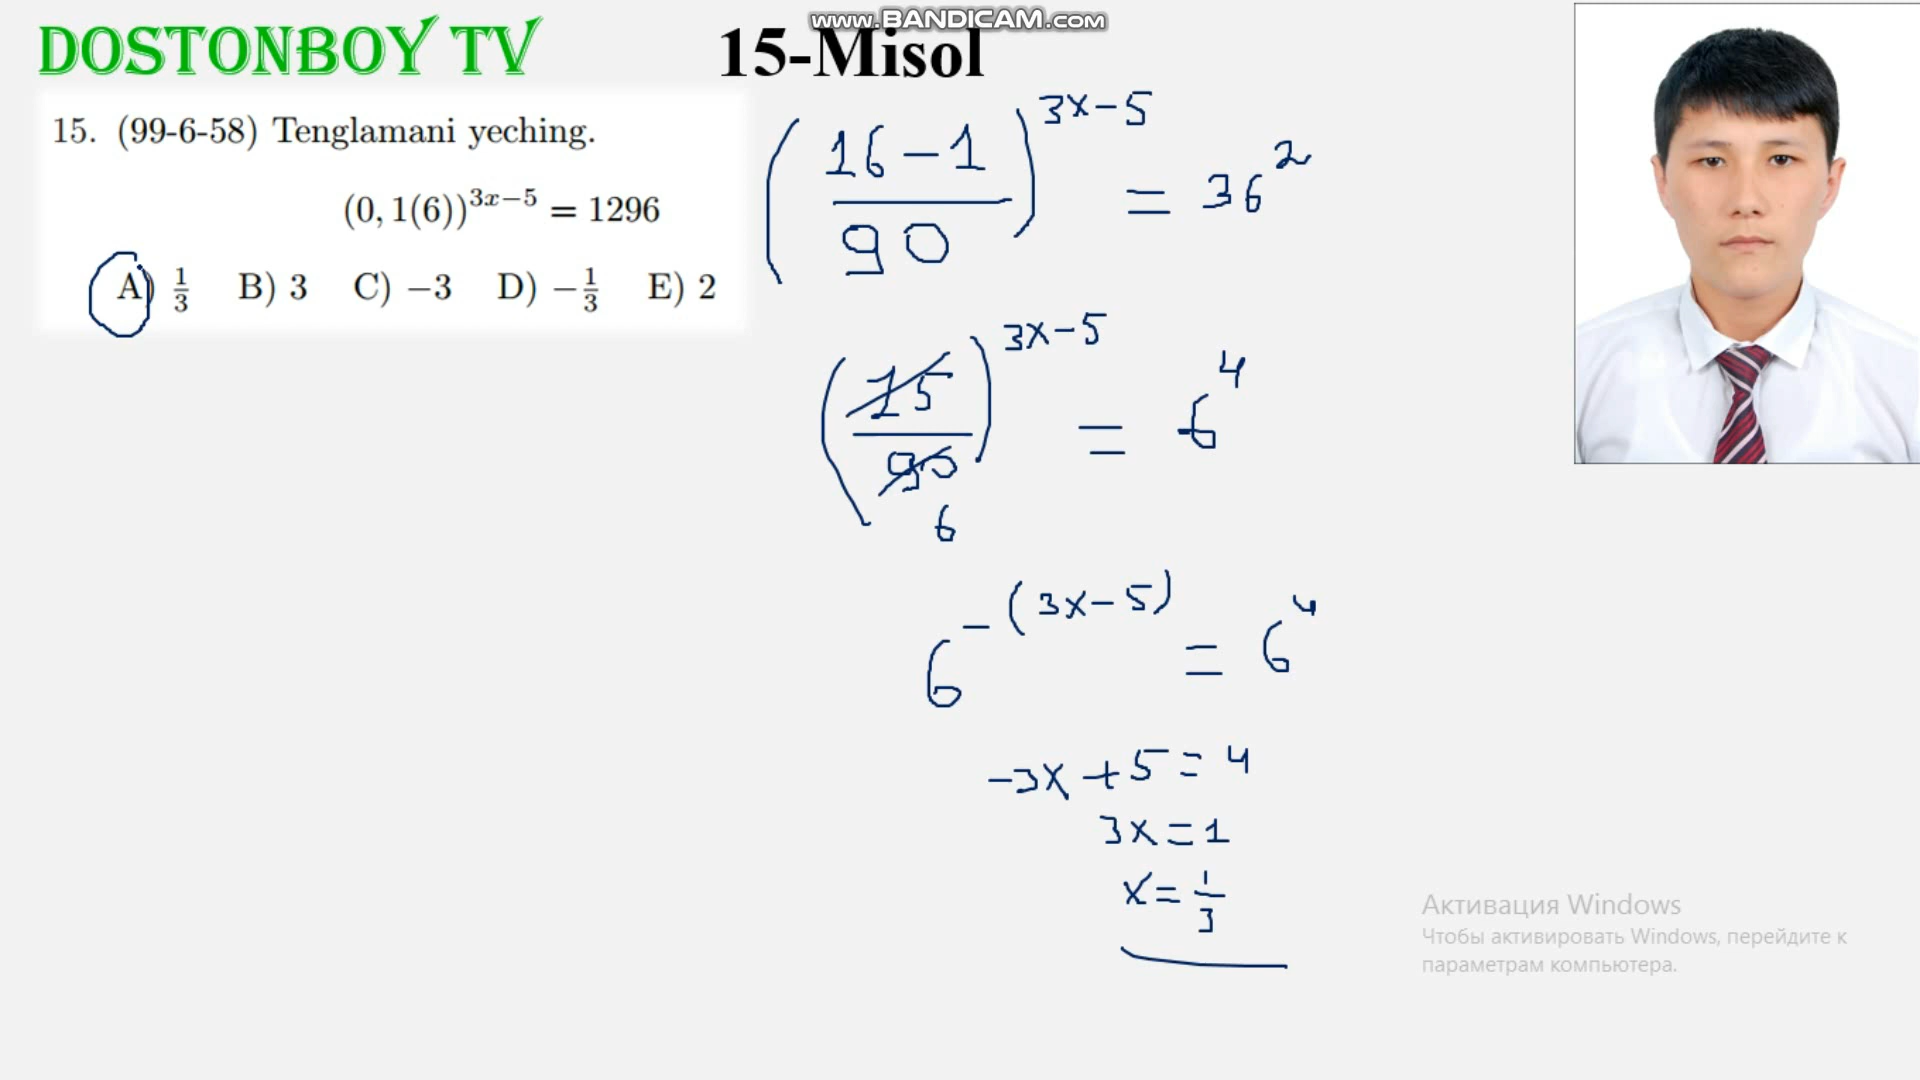 www.BANDICAM.com
DOSTONBOY TV
15-Misol
15. (99-6-58) Tenglamani yeching.
(0, 1(6))^{3x−5} = 1296
A) 1/3 B) 3 C) −3 D) −1/3 E) 2
((16−1)/90)^{3x−5} = 36^2
(15/90)^{3x−5} = 6^4
6
6^{−(3x−5)} = 6^4
−3x+5=4
3x=1
x=1/3
Активация Windows
Чтобы активировать Windows, перейдите к
параметрам компьютера.